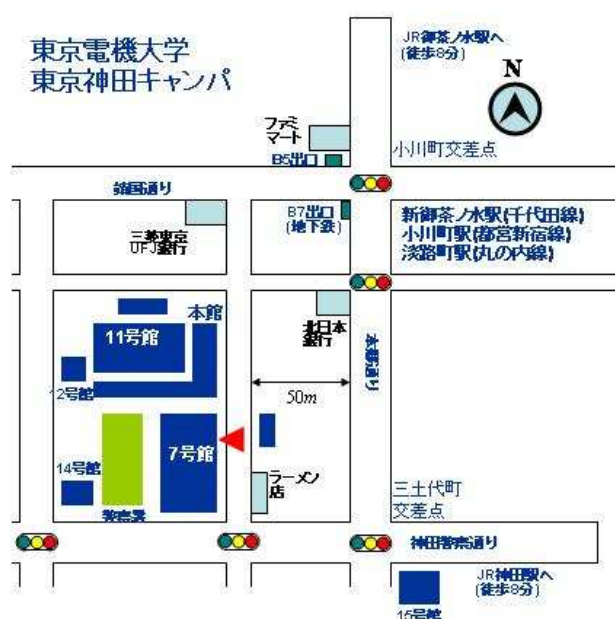 東京電機大学
東京神田キャンパ
JR御茶ノ水駅へ
(徒歩8分)
N
ファミ
マート
B5出口
小川町交差点
靖国通り
三菱東京
UFJ銀行
B7出口
(地下鉄)
新御茶ノ水駅(千代田線)
小川町駅(都営新宿線)
淡路町駅(丸の内線)
本館
11号館
北日本
銀行
本郷通り
12号館
50m
7号館
14号館
ラーメン
店
警察署
三土代町
交差点
神田警察通り
JR神田駅へ
(徒歩8分)
15号館